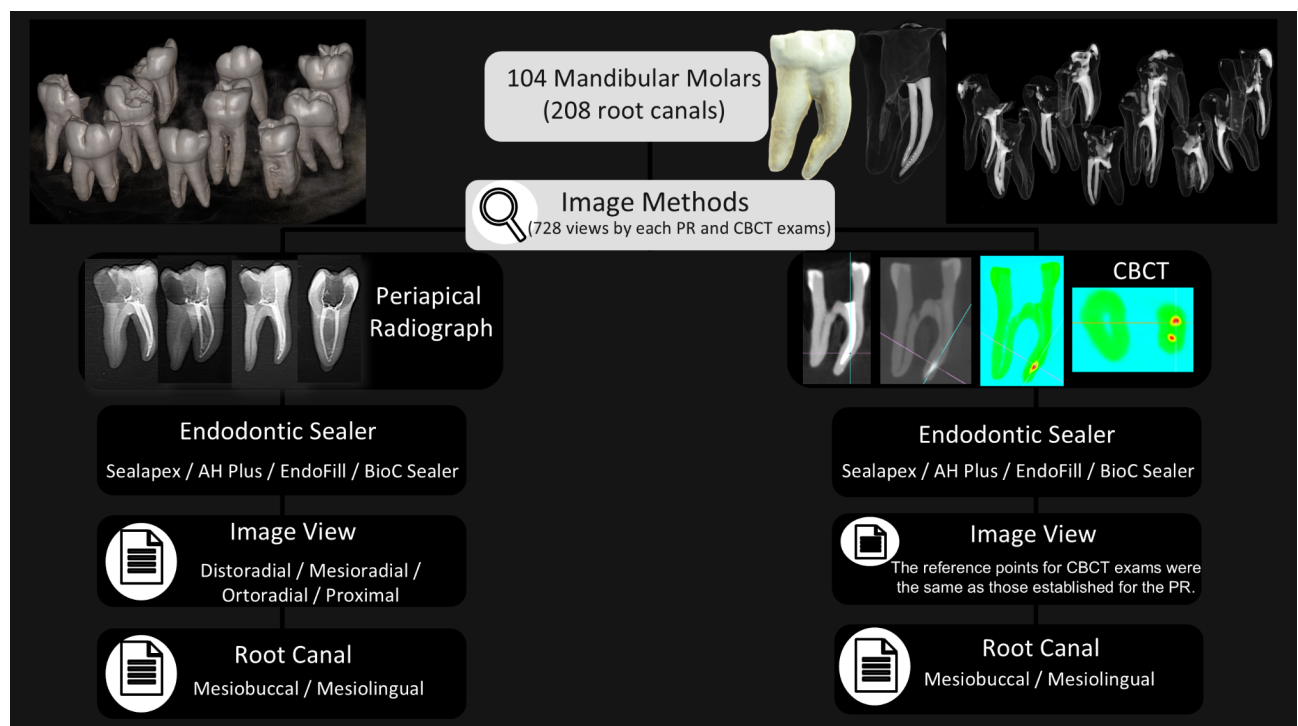 104 Mandibular Molars
(208 root canals)
Image Methods
(728 views by each PR and CBCT exams)
Periapical
Radiograph
CBCT
Endodontic Sealer
Sealapex / AH Plus / EndoFill / BioC Sealer
Endodontic Sealer
Sealapex / AH Plus / EndoFill / BioC Sealer
Image View
Distoradial / Mesioradial /
Ortoradial / Proximal
Image View
The reference points for CBCT exams were
the same as those established for the PR.
Root Canal
Mesiobuccal / Mesiolingual
Root Canal
Mesiobuccal / Mesiolingual